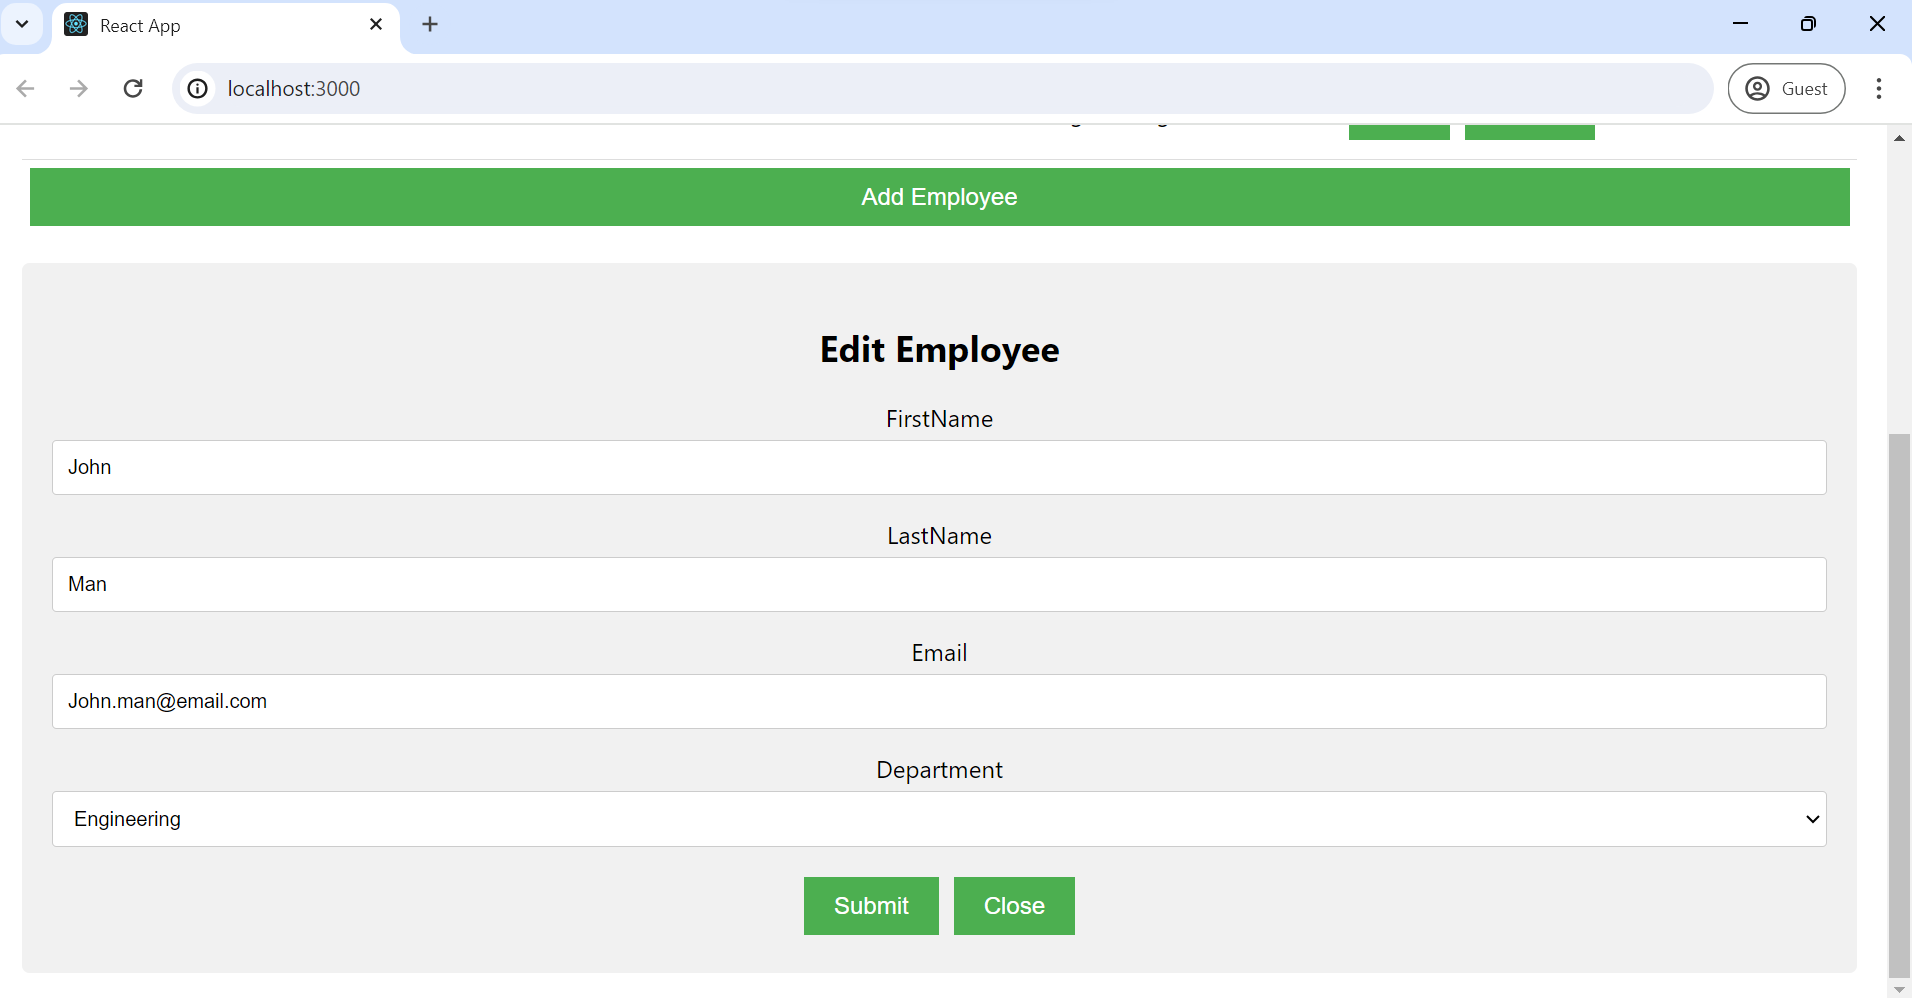 React App
localhost:3000
Guest
Add Employee
Edit Employee
FirstName
John
LastName
Man
Email
John.man@email.com
Department
Engineering
Submit Close